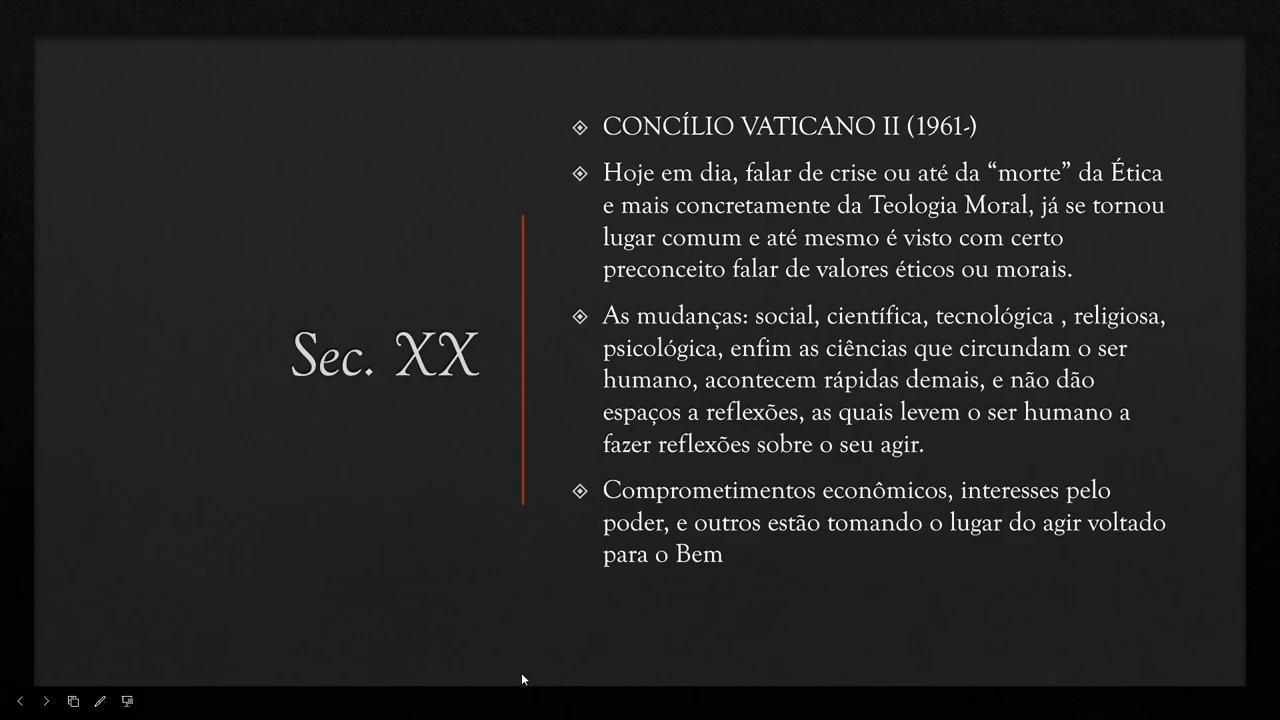 Sec. XX
CONCÍLIO VATICANO II (1961-)
Hoje em dia, falar de crise ou até da “morte” da Ética
e mais concretamente da Teologia Moral, já se tornou
lugar comum e até mesmo é visto com certo
preconceito falar de valores éticos ou morais.
As mudanças: social, científica, tecnológica , religiosa,
psicológica, enfim as ciências que circundam o ser
humano, acontecem rápidas demais, e não dão
espaços a reflexões, as quais levem o ser humano a
fazer reflexões sobre o seu agir.
Comprometimentos econômicos, interesses pelo
poder, e outros estão tomando o lugar do agir voltado
para o Bem